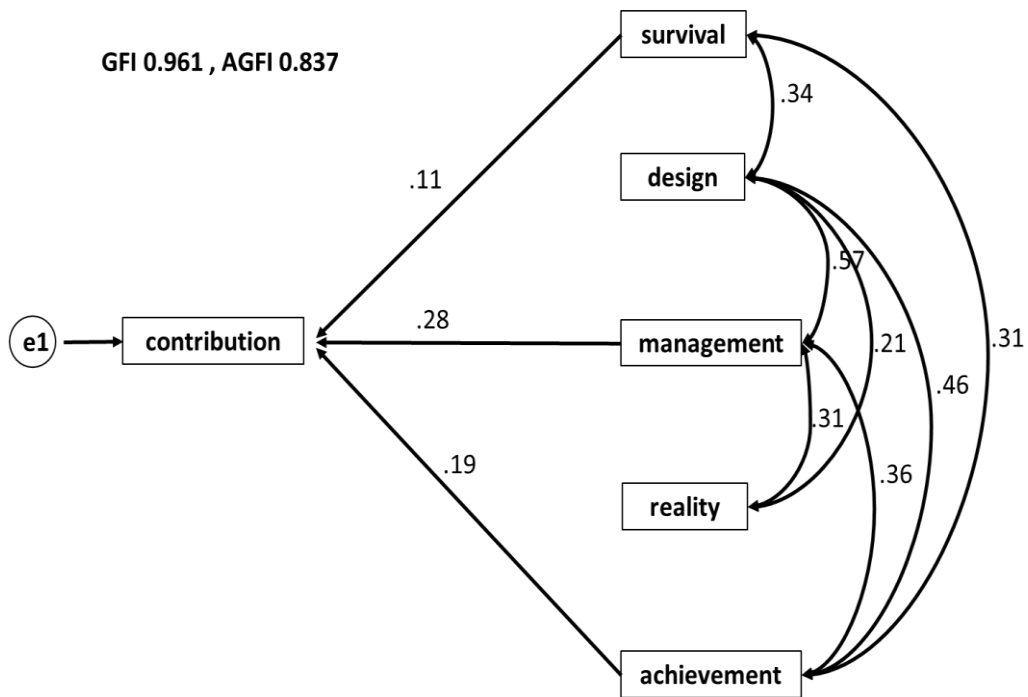 survival
GFI 0.961 , AGFI 0.837
.34
design
.11
.57
e1
contribution
.28
management
.21
.31
.46
.31
.19
.36
reality
achievement